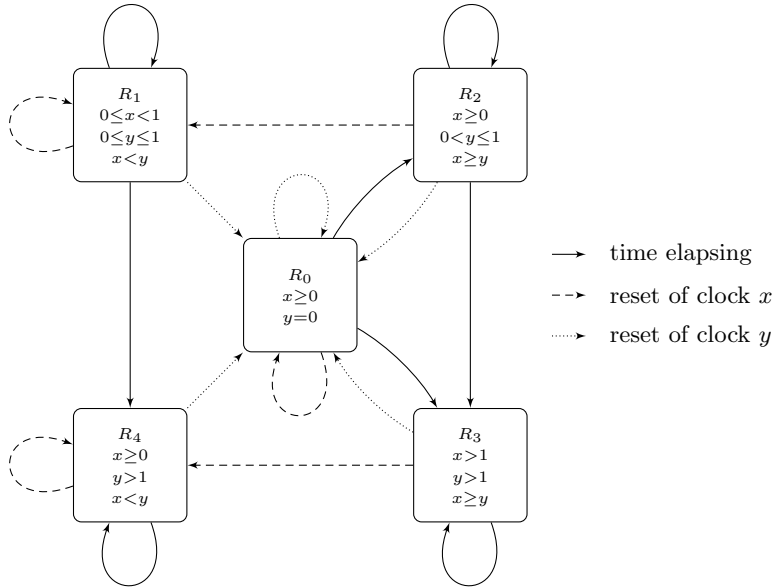 R1
0≤x<1
0≤y≤1
x<y
R2
x≥0
0<y≤1
x≥y
R0
x≥0
y=0
time elapsing
reset of clock x
reset of clock y
R4
x≥0
y>1
x<y
R3
x>1
y>1
x≥y